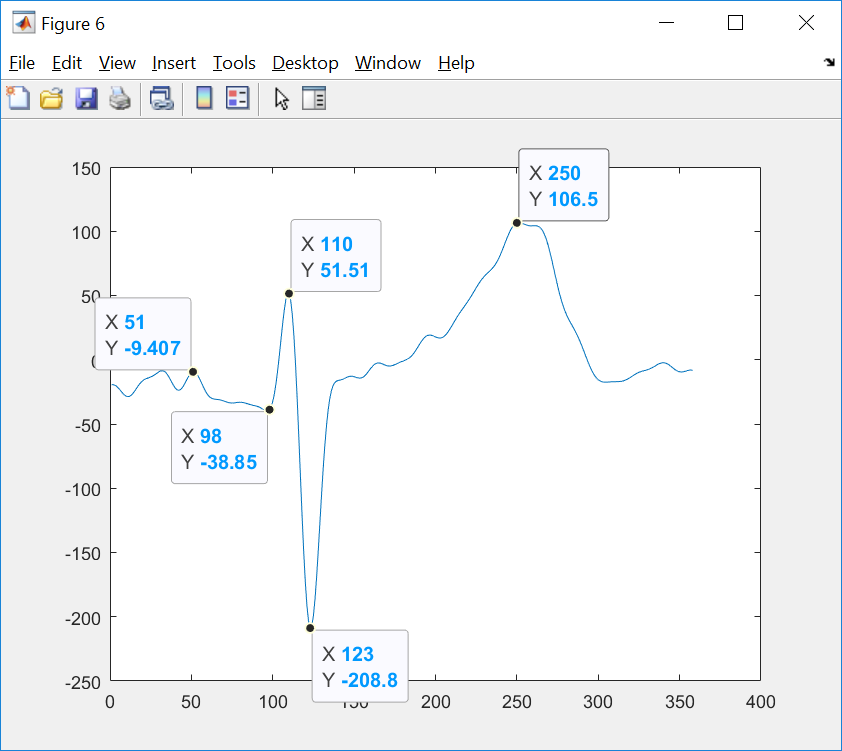 Figure 6
File Edit View Insert Tools Desktop Window Help
150
100
50
-50
-100
-150
-200
-250
0 50 100 200 250 300 350 400
X 250
Y 106.5
X 110
Y 51.51
X 51
Y -9.407
X 98
Y -38.85
X 123
Y -208.8